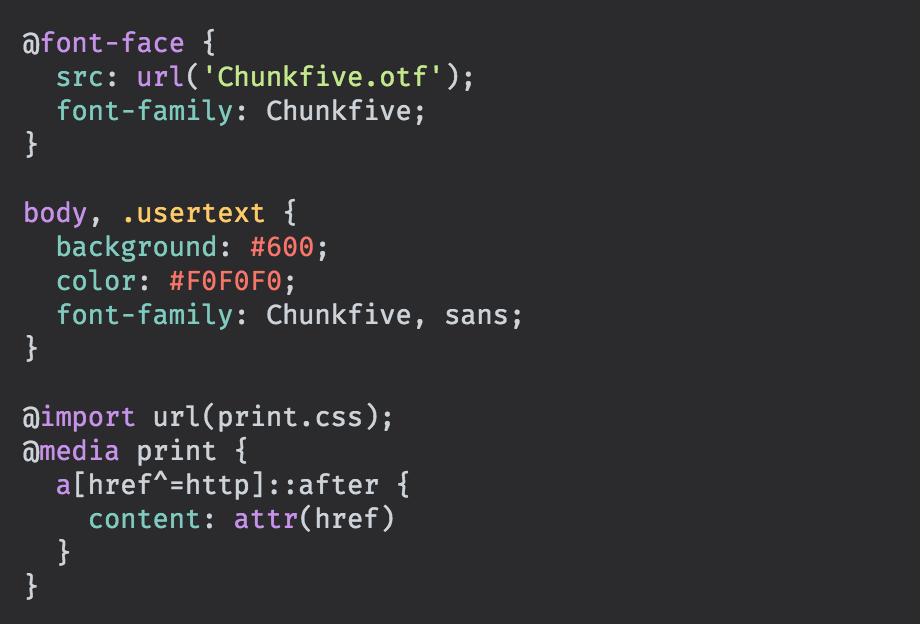 @font-face {
  src: url('Chunkfive.otf');
  font-family: Chunkfive;
}

body, .usertext {
  background: #600;
  color: #F0F0F0;
  font-family: Chunkfive, sans;
}

@import url(print.css);
@media print {
  a[href^=http]::after {
    content: attr(href)
  }
}